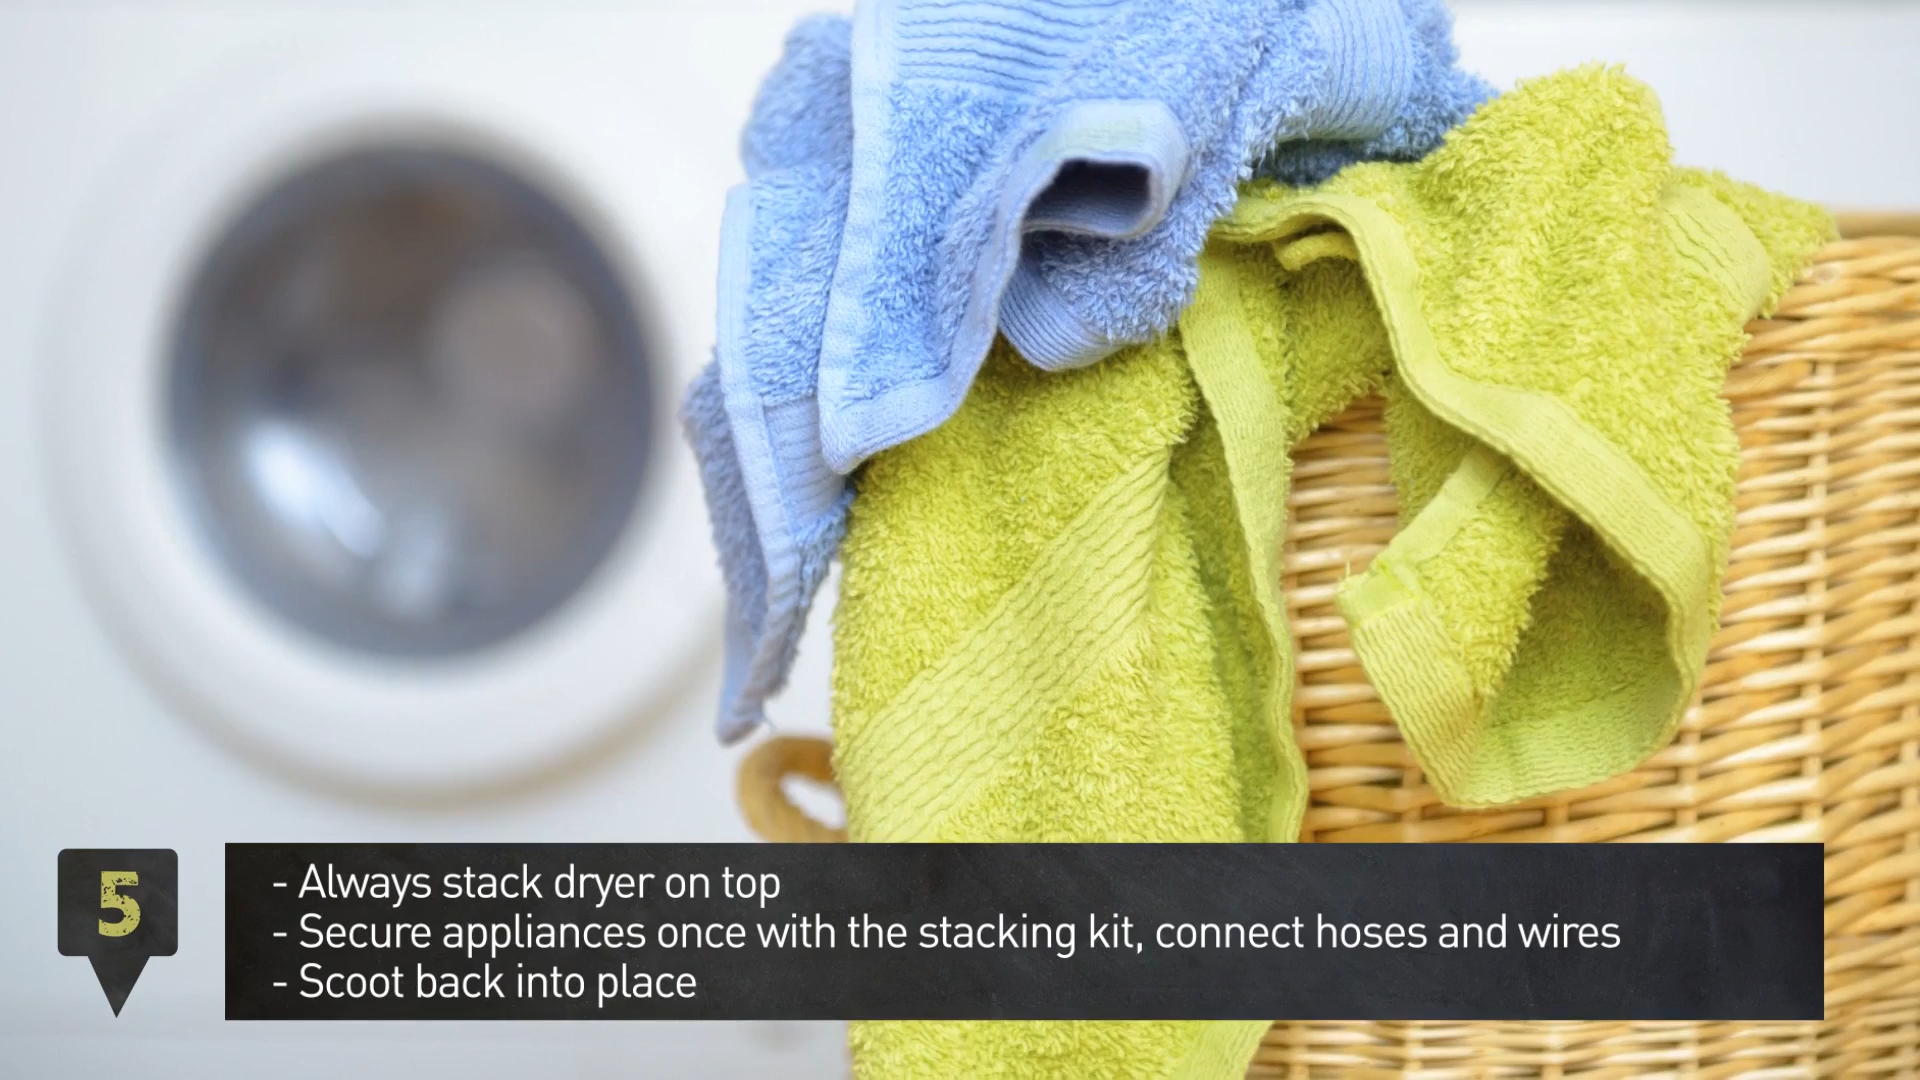 5
- Always stack dryer on top
- Secure appliances once with the stacking kit, connect hoses and wires
- Scoot back into place